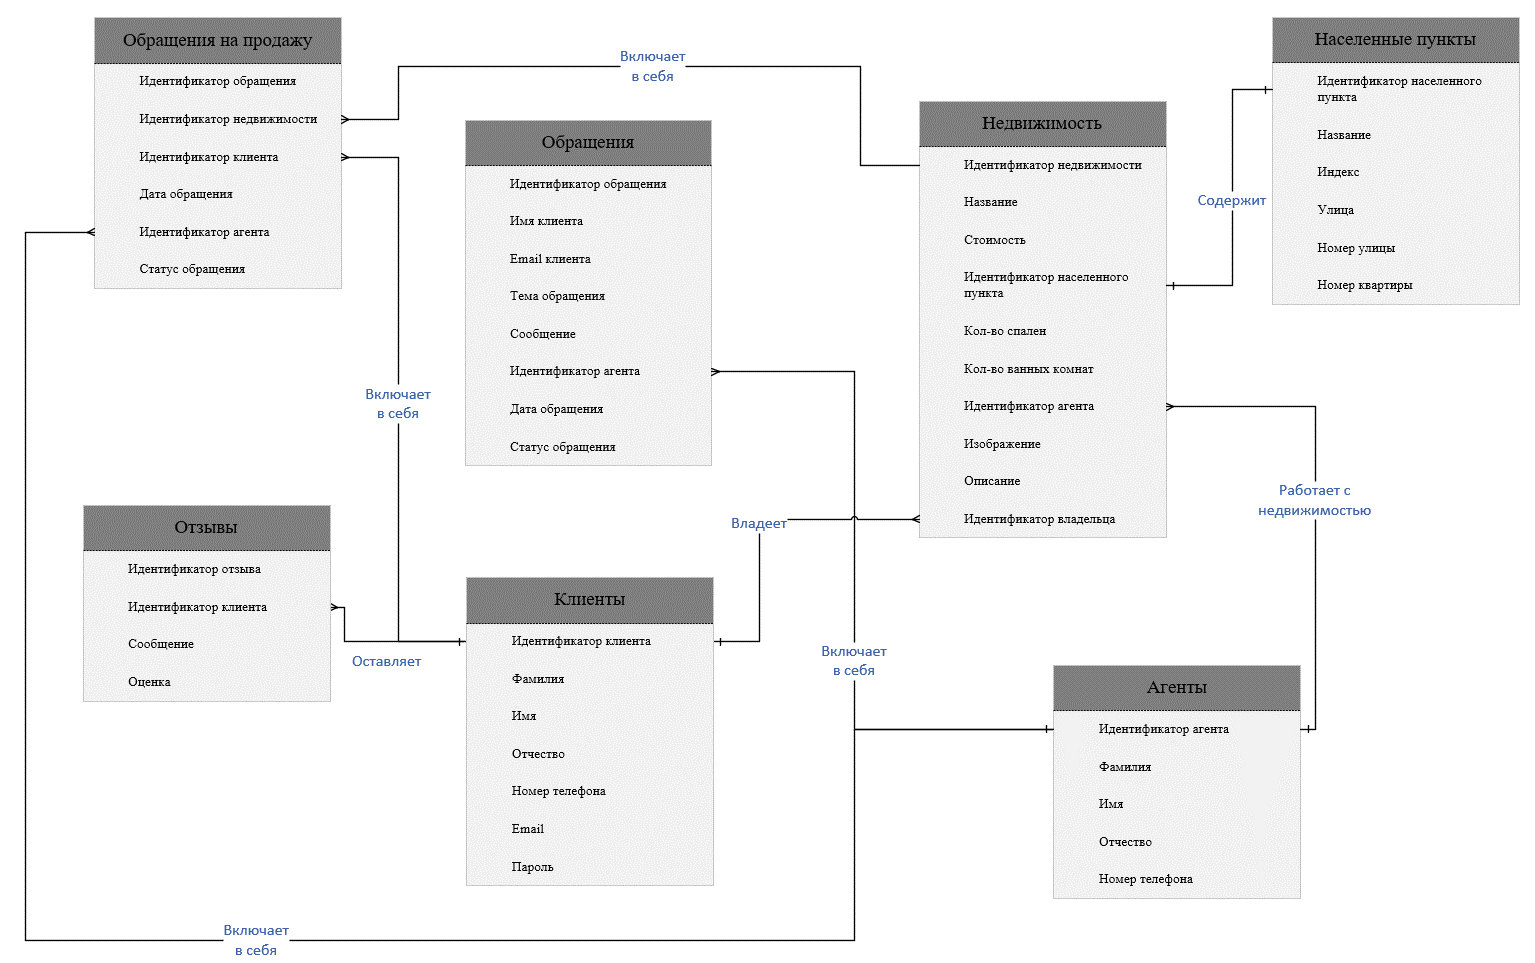 Обращения на продажу
Идентификатор обращения
Идентификатор недвижимости
Идентификатор клиента
Дата обращения
Идентификатор агента
Статус обращения
Включает
в себя
Обращения
Идентификатор обращения
Имя клиента
Email клиента
Тема обращения
Сообщение
Идентификатор агента
Дата обращения
Статус обращения
Недвижимость
Идентификатор недвижимости
Название
Стоимость
Идентификатор населенного
пункта
Кол-во спален
Кол-во ванных комнат
Идентификатор агента
Изображение
Описание
Идентификатор владельца
Содержит
Населенные пункты
Идентификатор населенного
пункта
Название
Индекс
Улица
Номер улицы
Номер квартиры
Включает
в себя
Владеет
Работает с
недвижимостью
Отзывы
Идентификатор отзыва
Идентификатор клиента
Сообщение
Оценка
Оставляет
Клиенты
Идентификатор клиента
Фамилия
Имя
Отчество
Номер телефона
Email
Пароль
Включает
в себя
Агенты
Идентификатор агента
Фамилия
Имя
Отчество
Номер телефона
Включает
в себя